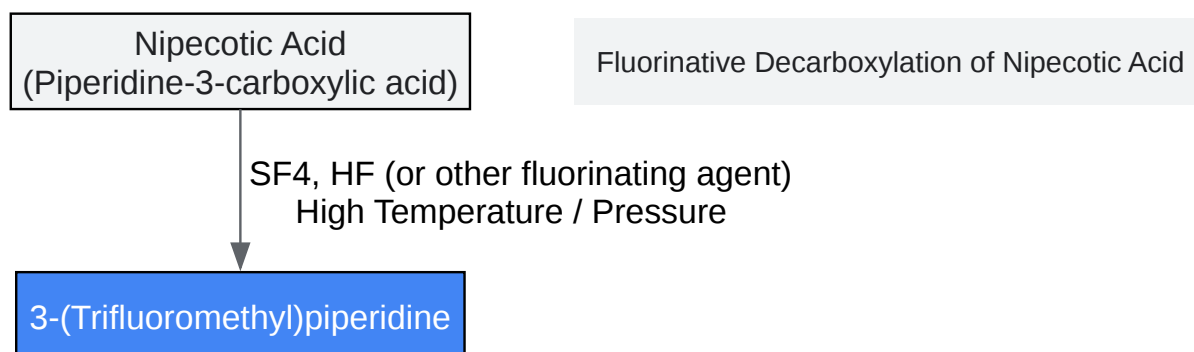 Nipecotic Acid
(Piperidine-3-carboxylic acid)
Fluorinative Decarboxylation of Nipecotic Acid
SF4, HF (or other fluorinating agent)
High Temperature / Pressure
3-(Trifluoromethyl)piperidine